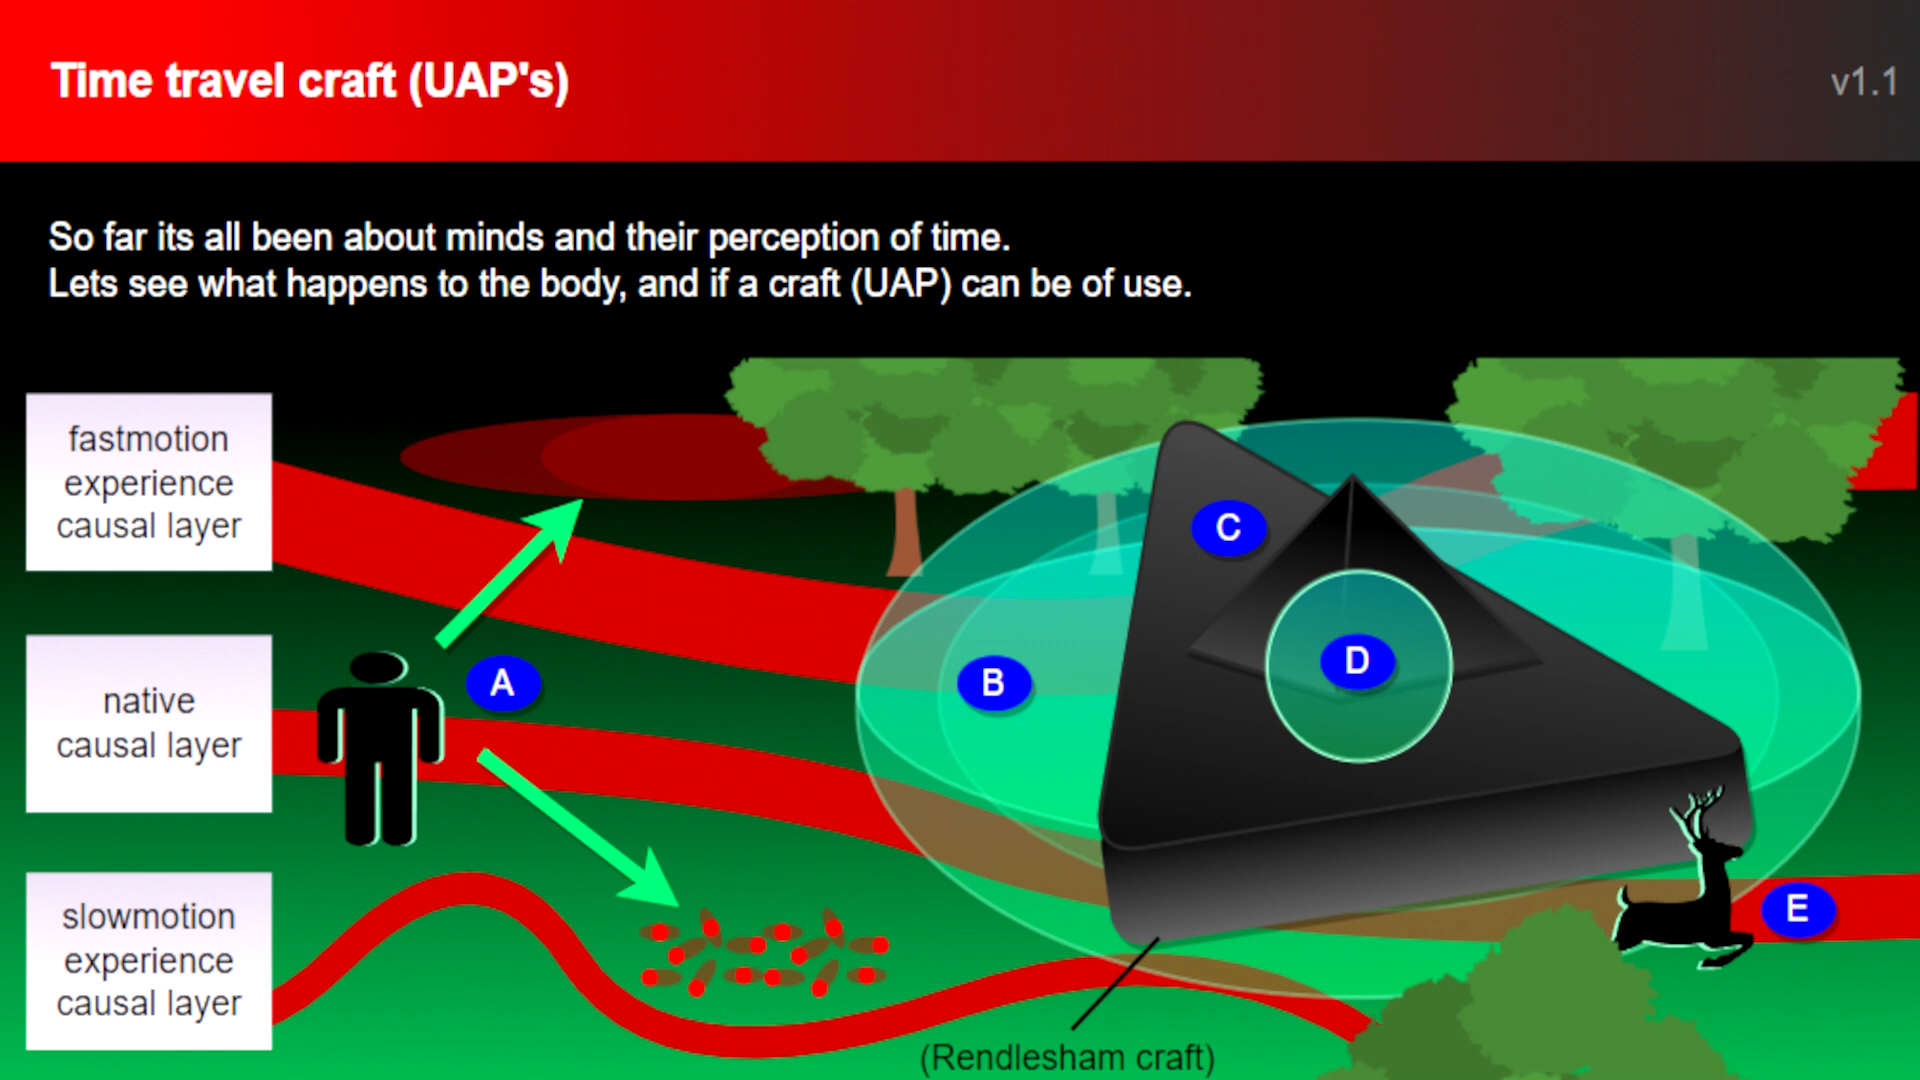 Time travel craft (UAP's)
v1.1
So far its all been about minds and their perception of time.
Lets see what happens to the body, and if a craft (UAP) can be of use.
fastmotion
experience
causal layer
C
D
A
B
native
causal layer
E
slowmotion
experience
causal layer
(Rendlesham craft)